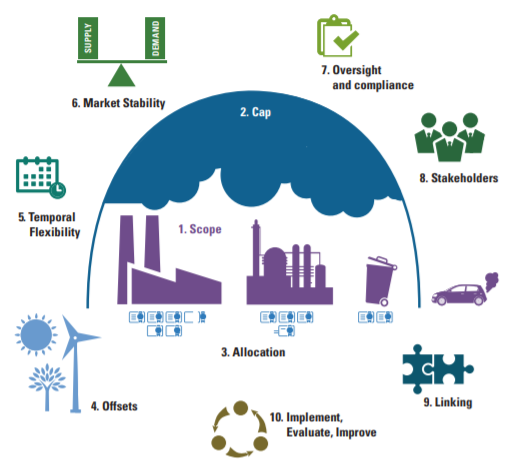 SUPPLY
DEMAND
6. Market Stability
7. Oversight
and compliance
2. Cap
8. Stakeholders
5. Temporal
Flexibility
1. Scope
3. Allocation
4. Offsets
9. Linking
10. Implement,
Evaluate, Improve